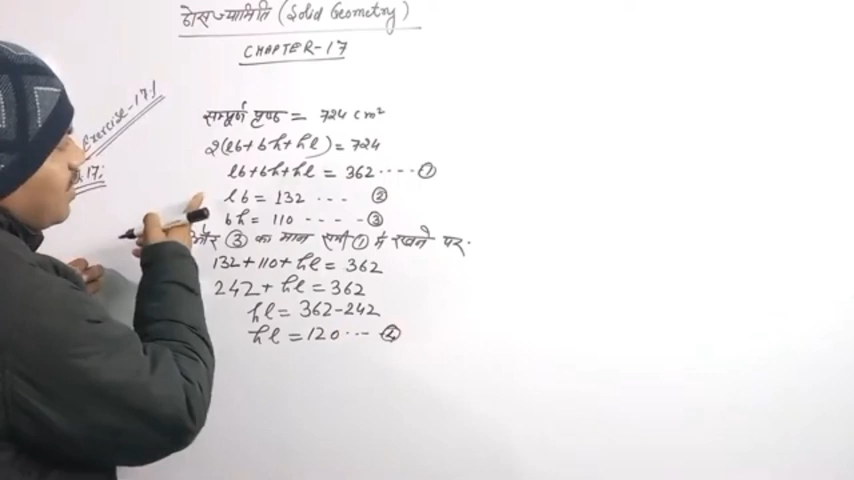 ठोस ज्यामिति (Solid Geometry)
CHAPTER-17
Exercise-17.1
17:
सम्पूर्ण पृष्ठ = 724 cm²
2(lb+bh+hl)=724
lb+bh+hl = 362 .... ①
lb = 132 ... ②
bh = 110 ---- ③
और ③ का मान समी① में रखने पर.
132+110+hl = 362
242 + hl = 362
hl = 362-242
hl = 120 ... ④